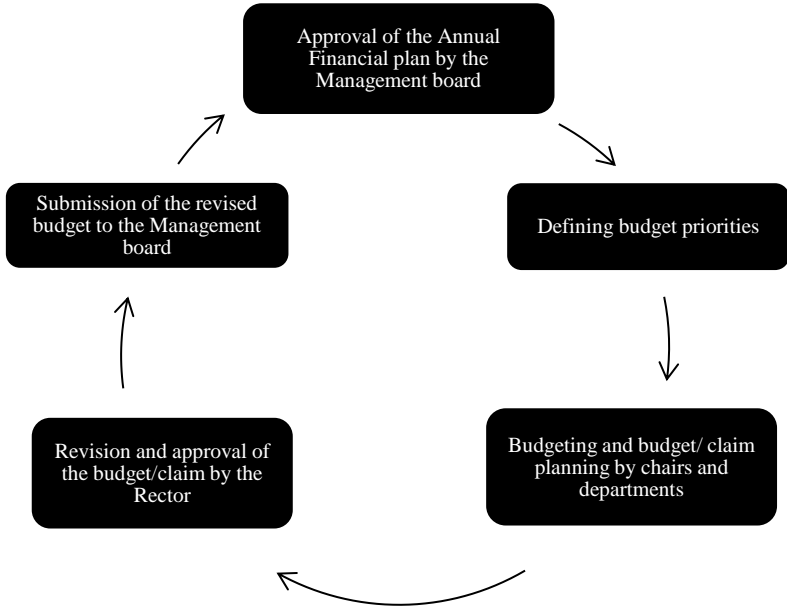 Approval of the Annual
Financial plan by the
Management board
Defining budget priorities
Budgeting and budget/ claim
planning by chairs and
departments
Revision and approval of
the budget/claim by the
Rector
Submission of the revised
budget to the Management
board